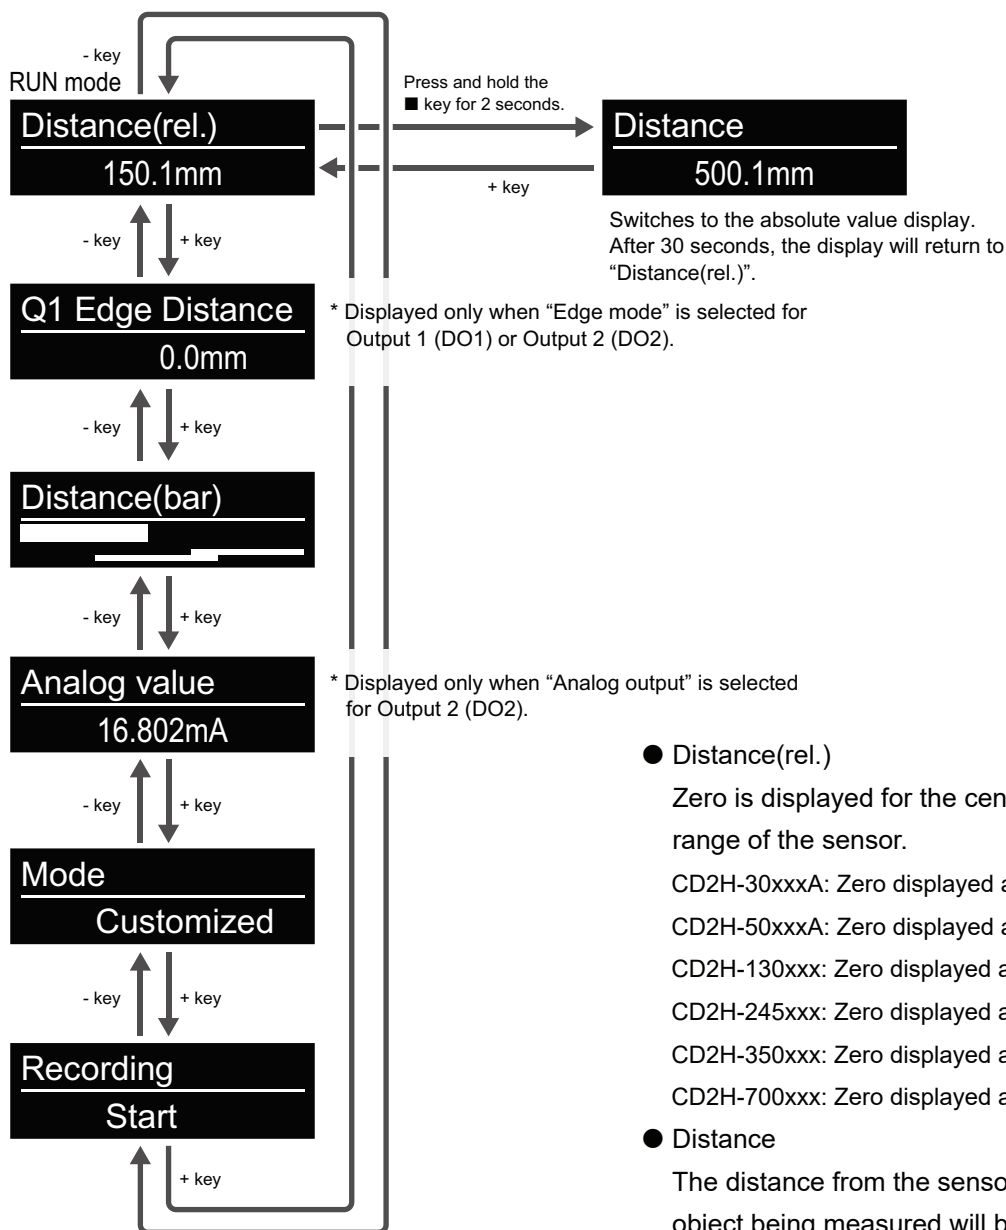 - key
RUN mode
Distance(rel.)
150.1mm
Press and hold the
■ key for 2 seconds.
+ key
Distance
500.1mm
Switches to the absolute value display.
After 30 seconds, the display will return to
“Distance(rel.)”.
- key
+ key
Q1 Edge Distance
0.0mm
* Displayed only when “Edge mode” is selected for
Output 1 (DO1) or Output 2 (DO2).
- key
+ key
Distance(bar)
- key
+ key
Analog value
16.802mA
* Displayed only when “Analog output” is selected
for Output 2 (DO2).
- key
+ key
Mode
Customized
- key
+ key
Recording
Start
+ key
● Distance(rel.)
Zero is displayed for the cen
range of the sensor.
CD2H-30xxxA: Zero displayed a
CD2H-50xxxA: Zero displayed a
CD2H-130xxx: Zero displayed a
CD2H-245xxx: Zero displayed a
CD2H-350xxx: Zero displayed a
CD2H-700xxx: Zero displayed a
● Distance
The distance from the senso
object being measured will b